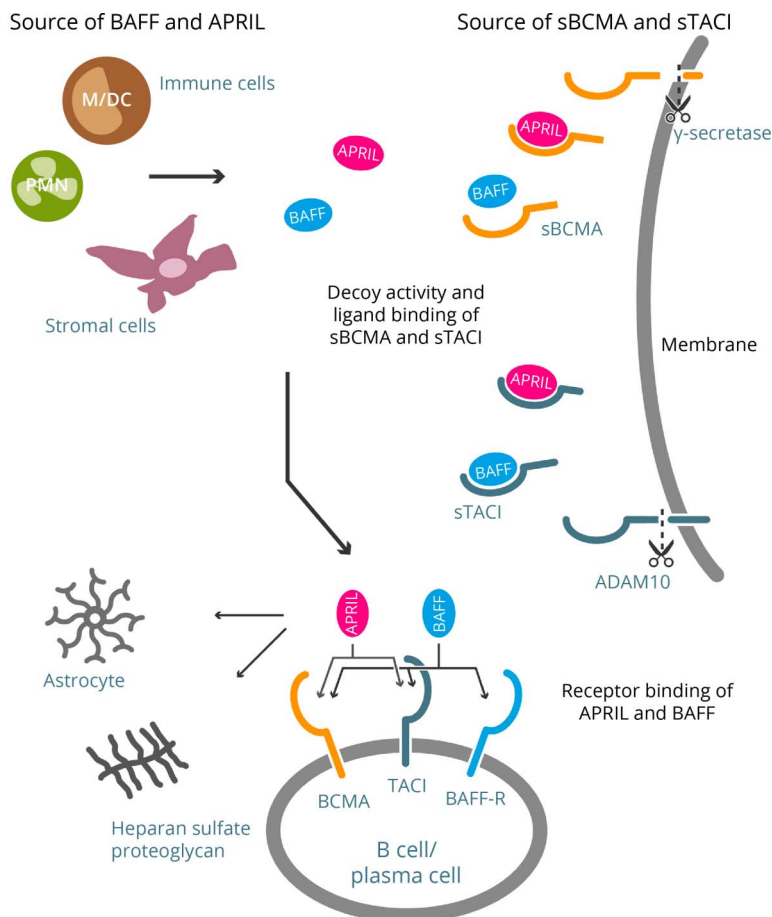 Source of BAFF and APRIL
Source of sBCMA and sTACI
M/DC
Immune cells
PMN
Stromal cells
APRIL
BAFF
γ-secretase
APRIL
BAFF
sBCMA
Decoy activity and
ligand binding of
sBCMA and sTACI
Membrane
APRIL
BAFF
sTACI
ADAM10
Astrocyte
Heparan sulfate
proteoglycan
APRIL
BAFF
Receptor binding of
APRIL and BAFF
BCMA
TACI
BAFF-R
B cell/
plasma cell